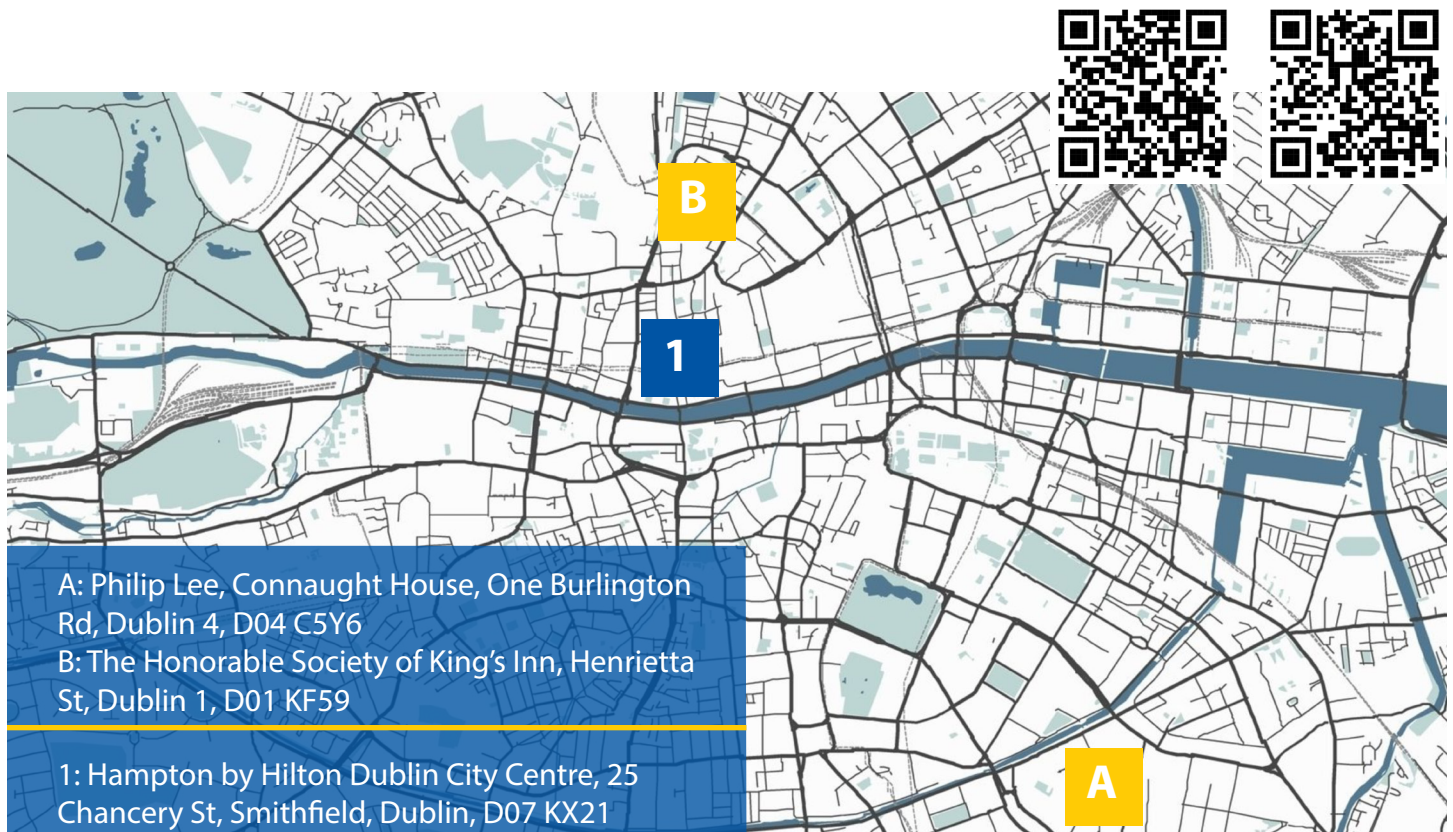 B
1
A: Philip Lee, Connaught House, One Burlington
Rd, Dublin 4, D04 C5Y6
B: The Honorable Society of King’s Inn, Henrietta
St, Dublin 1, D01 KF59
1: Hampton by Hilton Dublin City Centre, 25
Chancery St, Smithfield, Dublin, D07 KX21
A